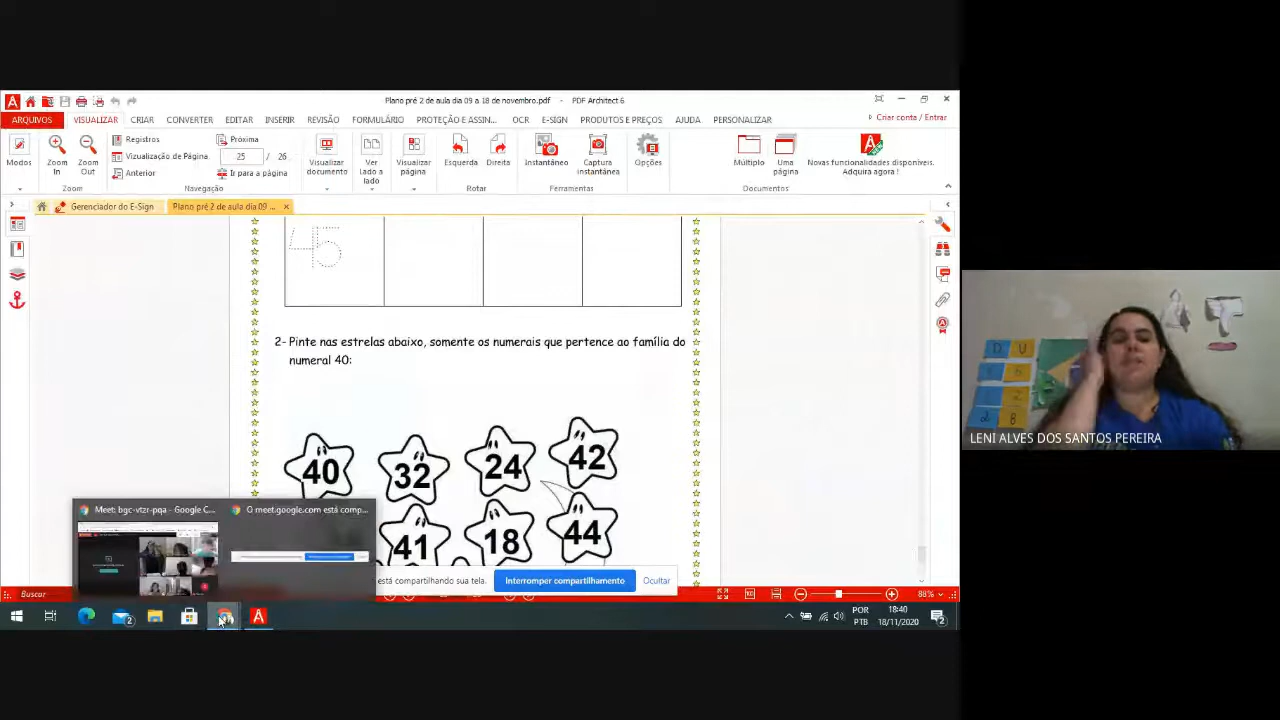 Plano pré 2 de aula dia 09 a 18 de novembro.pdf - PDF Architect 6
ARQUIVOS VISUALIZAR CRIAR CONVERTER EDITAR INSERIR REVISÃO FORMULÁRIO PROTEÇÃO E ASSIN... OCR E-SIGN PRODUTOS E PREÇOS AJUDA PERSONALIZAR Criar conta / Entrar
Modos
Zoom In
Zoom Out
Zoom
Registros
Vizualização de Página
Anterior
Próxima
25 / 26
Ir para a página
Navegação
Visualizar documento
Ver lado a lado
Visualizar página
Esquerda
Direita
Rotar
Instantâneo
Captura instantânea
Ferramentas
Opções
Múltiplo
Uma página
Documentos
Novas funcionalidades disponíveis.
Adquira agora !
Gerenciador do E-Sign
Plano pré 2 de aula dia 09 ...
45
2- Pinte nas estrelas abaixo, somente os numerais que pertence ao família do
numeral 40:
40 32 24 42
41 18 44
Meet: bgc-vtzr-pqa - Google C...
O meet.google.com está comp...
está compartilhando sua tela. Interromper compartilhamento Ocultar
Buscar
88%
2
POR
PTB
18:40
18/11/2020
2
D U
2
2 8
LENI ALVES DOS SANTOS PEREIRA